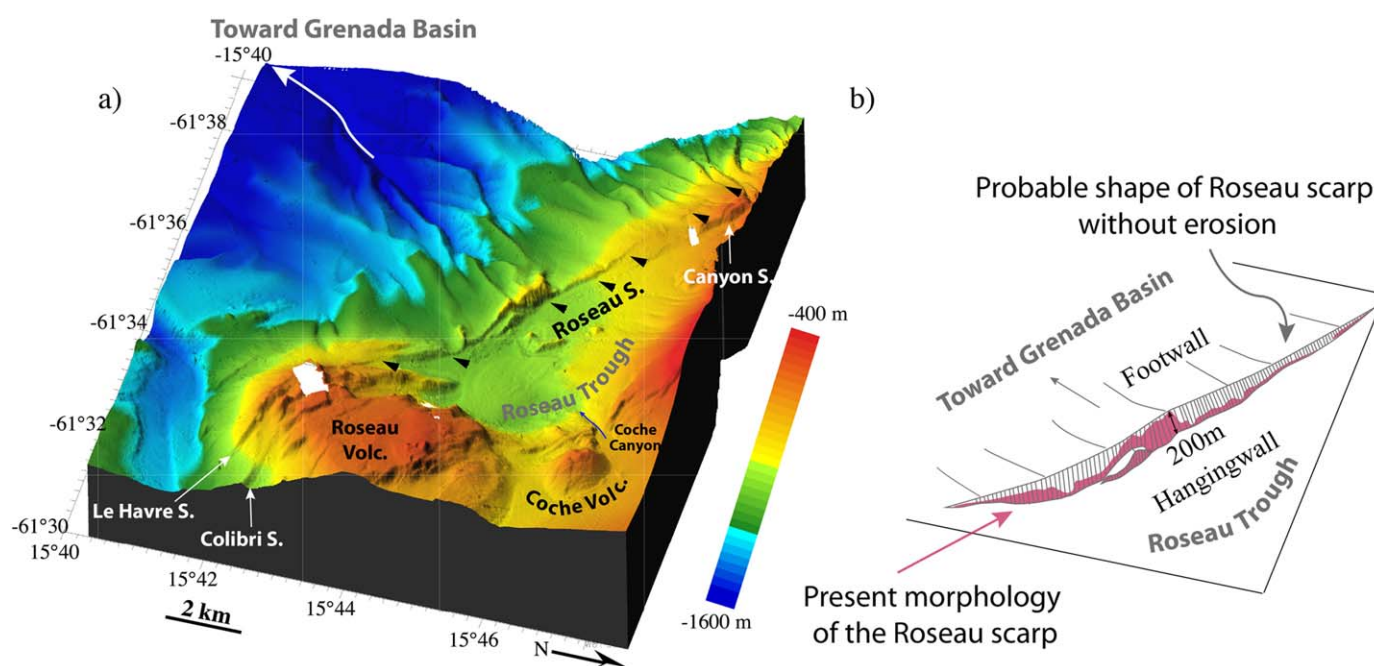 Toward Grenada Basin
-15°40
a)
-61°38
-61°36
-61°34
-61°32
-61°30
15°40
15°42
15°44
15°46
2 km
N
Canyon S.
Roseau S.
Roseau Trough
Coche
Canyon
Roseau
Volc.
Coche Volc.
Le Havre S.
Colibri S.
-400 m
-1600 m
b)
Probable shape of Roseau scarp
without erosion
Toward Grenada Basin
Footwall
200m
Hangingwall
Roseau Trough
Present morphology
of the Roseau scarp